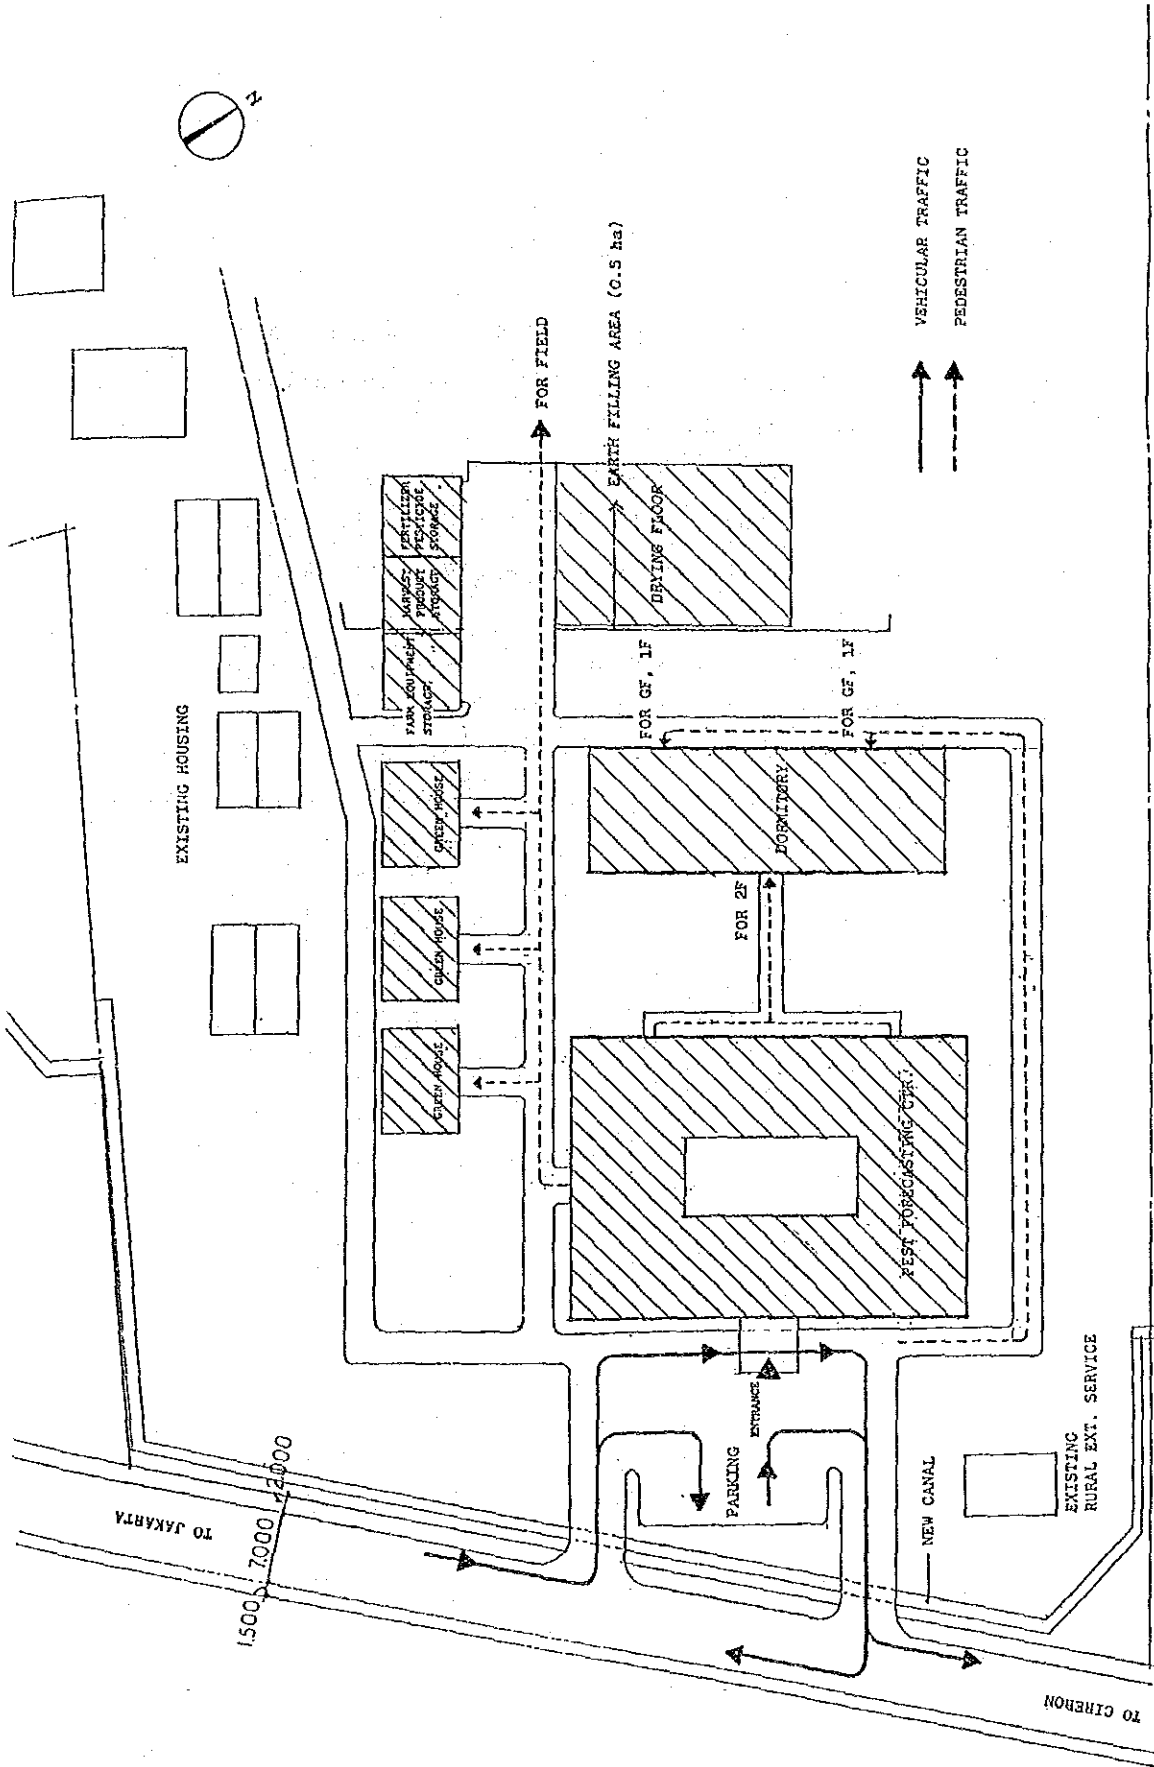 N
EXISTING HOUSING
FERTILIZER
PESTICIDE
STORAGE
HARVEST
PRODUCT
STORAGE
FARM EQUIPMENT
STORAGE
FOR FIELD
EARTH FILLING AREA (0.5 ha)
DRYING FLOOR
GREEN HOUSE
GREEN HOUSE
GREEN HOUSE
FOR GF, 1F
FOR GF, 1F
DORMITORY
FOR 2F
PEST FORECASTING CTR.
ENTRANCE
PARKING
NEW CANAL
EXISTING
RURAL EXT. SERVICE
TO JAKARTA
1.500 7.000 2.000
TO CIREBON
VEHICULAR TRAFFIC
PEDESTRIAN TRAFFIC